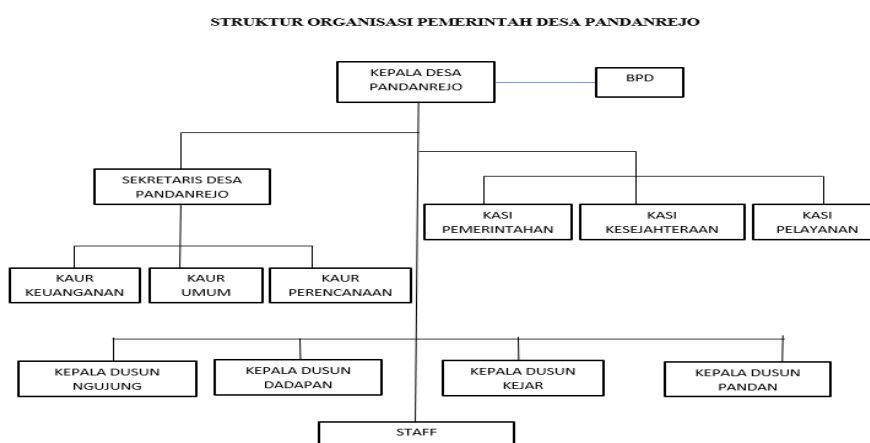 STRUKTUR ORGANISASI PEMERINTAH DESA PANDANREJO
KEPALA DESA
PANDANREJO
BPD
SEKRETARIS DESA
PANDANREJO
KASI
PEMERINTAHAN
KASI
KESEJAHTERAAN
KASI
PELAYANAN
KAUR
KEUANGANAN
KAUR
UMUM
KAUR
PERENCANAAN
KEPALA DUSUN
NGUJUNG
KEPALA DUSUN
DADAPAN
KEPALA DUSUN
KEJAR
KEPALA DUSUN
PANDAN
STAFF